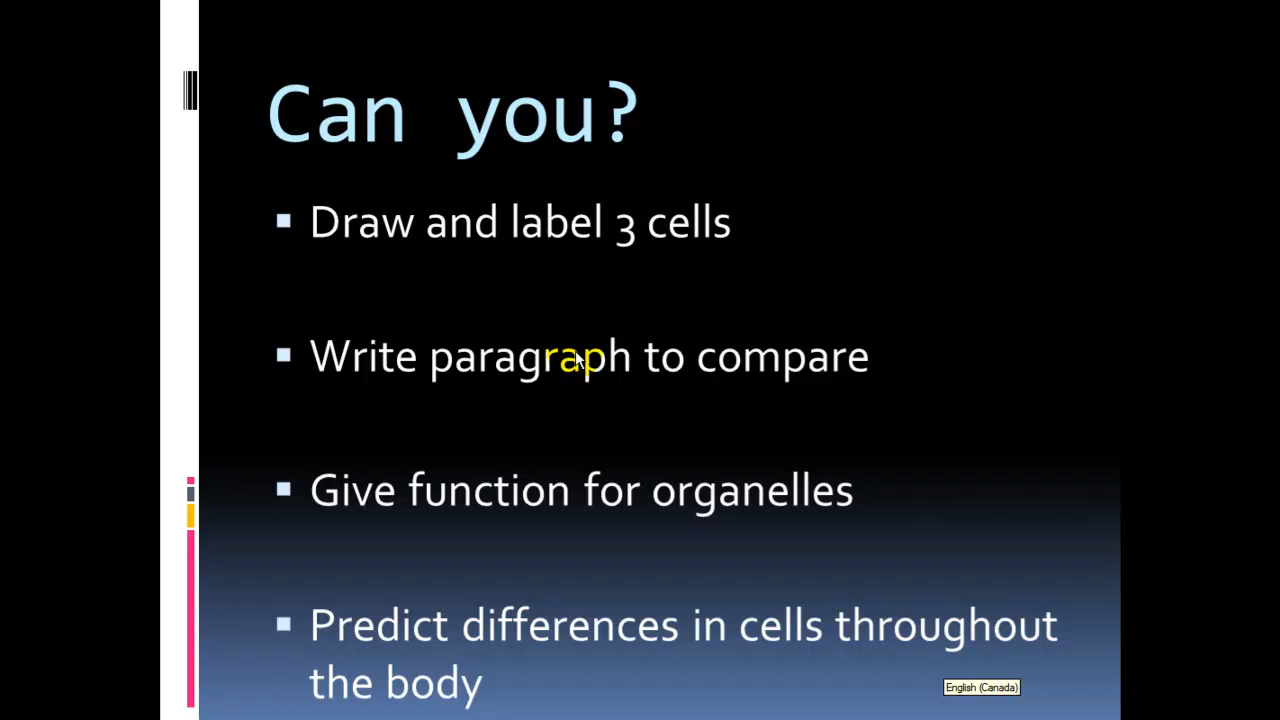 Can you?
Draw and label 3 cells
Write paragraph to compare
Give function for organelles
Predict differences in cells throughout
the body
English (Canada)